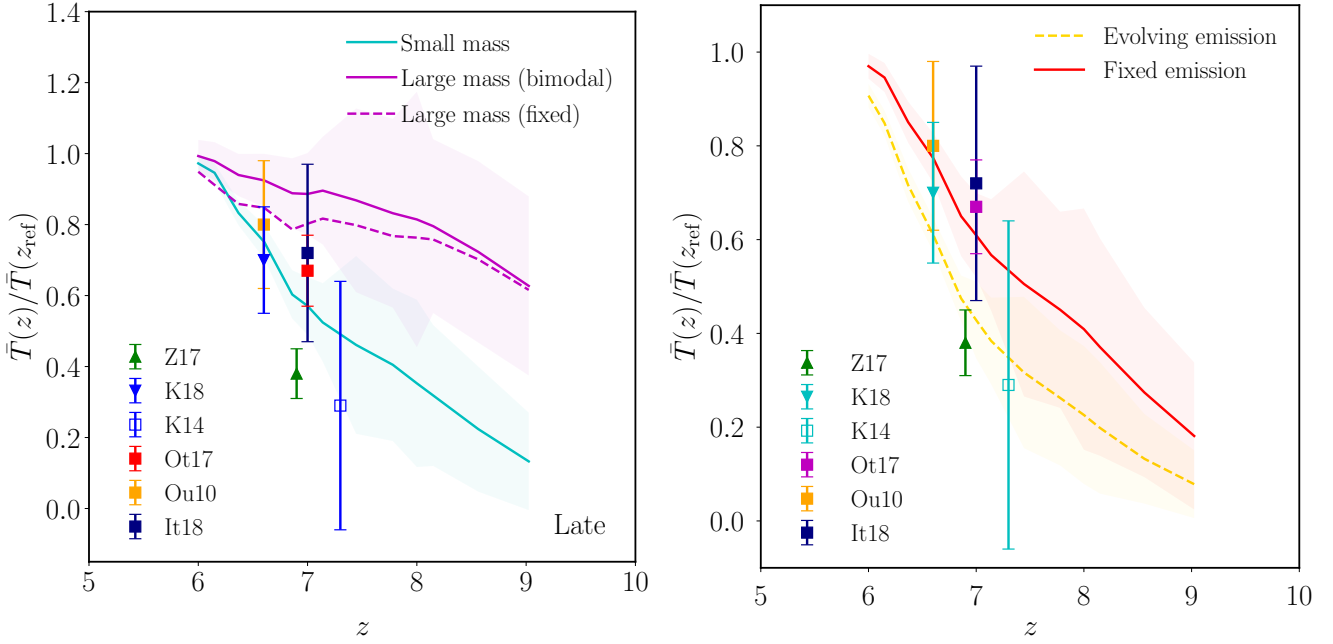 1.4
1.2
1.0
0.8
0.6
0.4
0.2
0.0
T̄(z)/T̄(z_ref)
Small mass
Large mass (bimodal)
Large mass (fixed)
Z17
K18
K14
Ot17
Ou10
It18
Late
5 6 7 8 9 10
z
1.0
0.8
0.6
0.4
0.2
0.0
T̄(z)/T̄(z_ref)
Evolving emission
Fixed emission
Z17
K18
K14
Ot17
Ou10
It18
5 6 7 8 9 10
z